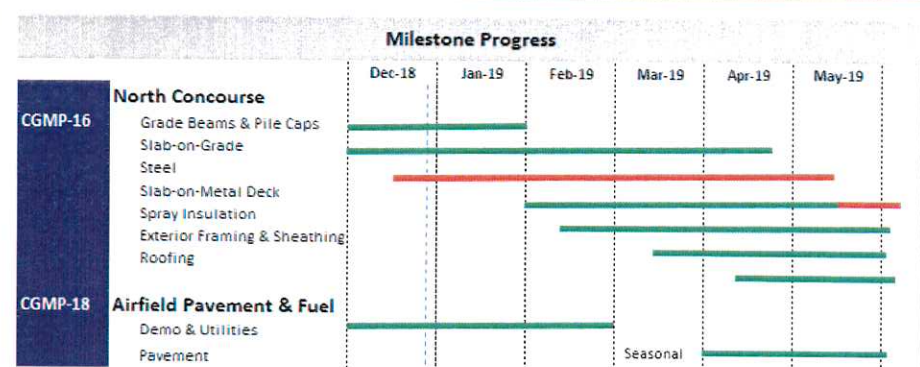 Milestone Progress
Dec-18 Jan-19 Feb-19 Mar-19 Apr-19 May-19
North Concourse
CGMP-16
Grade Beams & Pile Caps
Slab-on-Grade
Steel
Slab-on-Metal Deck
Spray Insulation
Exterior Framing & Sheathing
Roofing
CGMP-18 Airfield Pavement & Fuel
Demo & Utilities
Pavement Seasonal